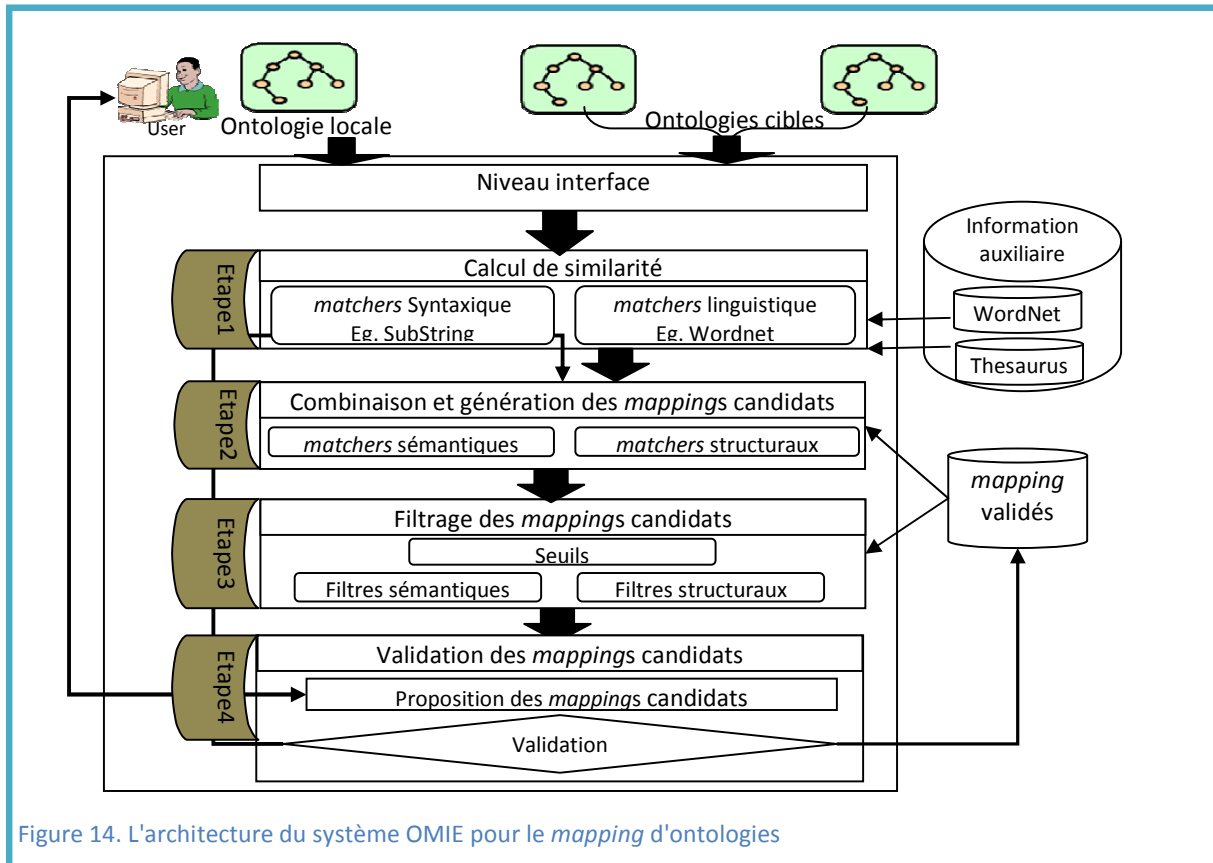 User
Ontologie locale
Ontologies cibles
Niveau interface
Information
auxiliaire
WordNet
Thesaurus
Etape1
Calcul de similarité
matchers Syntaxique
Eg. SubString
matchers linguistique
Eg. Wordnet
Etape2
Combinaison et génération des mappings candidats
matchers sémantiques
matchers structuraux
mapping
validés
Etape3
Filtrage des mappings candidats
Seuils
Filtres sémantiques
Filtres structuraux
Etape4
Validation des mappings candidats
Proposition des mappings candidats
Validation
Figure 14. L'architecture du système OMIE pour le mapping d'ontologies